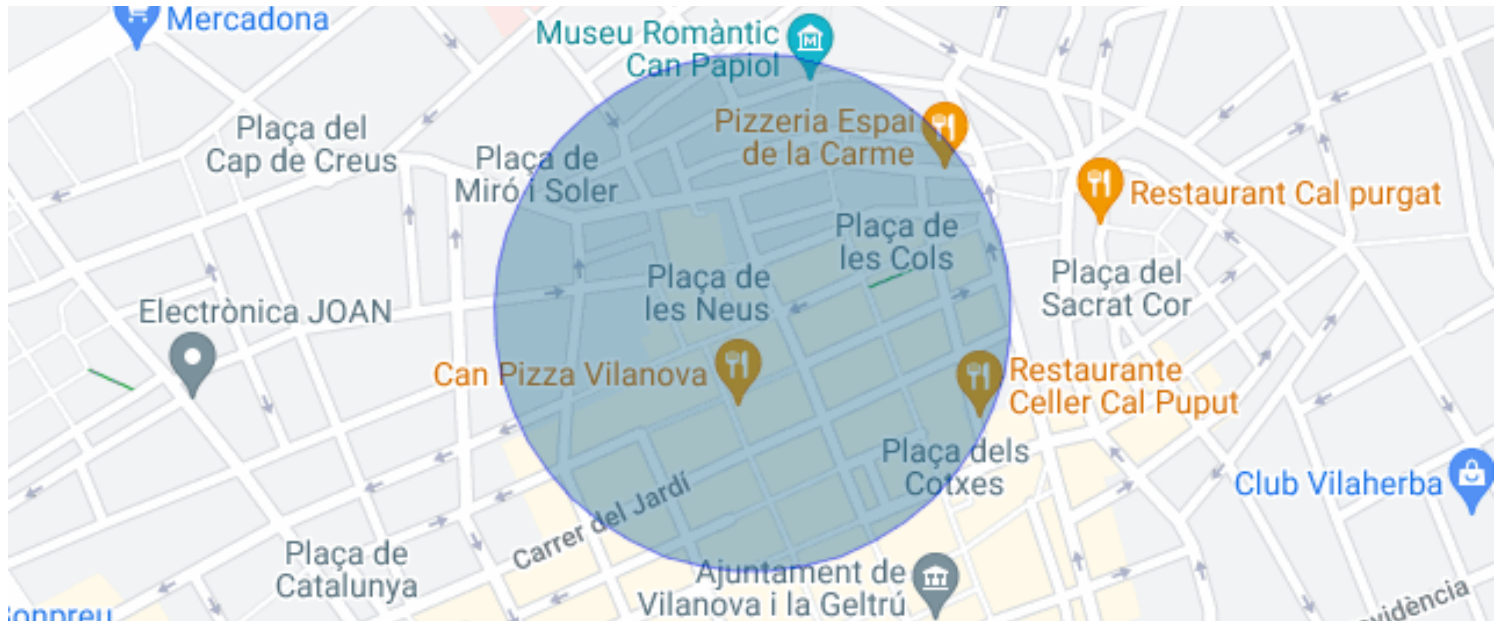 Mercadona
Museu Romàntic
Can Papiol
Plaça del
Cap de Creus
Plaça de
Miró i Soler
Pizzeria Espai
de la Carme
Restaurant Cal purgat
Plaça de
les Cols
Plaça de
les Neus
Plaça del
Sacrat Cor
Electrònica JOAN
Can Pizza Vilanova
Restaurante
Celler Cal Puput
Plaça dels
Cotxes
Club Vilaherba
Carrer del Jardí
Plaça de
Catalunya
Ajuntament de
Vilanova i la Geltrú